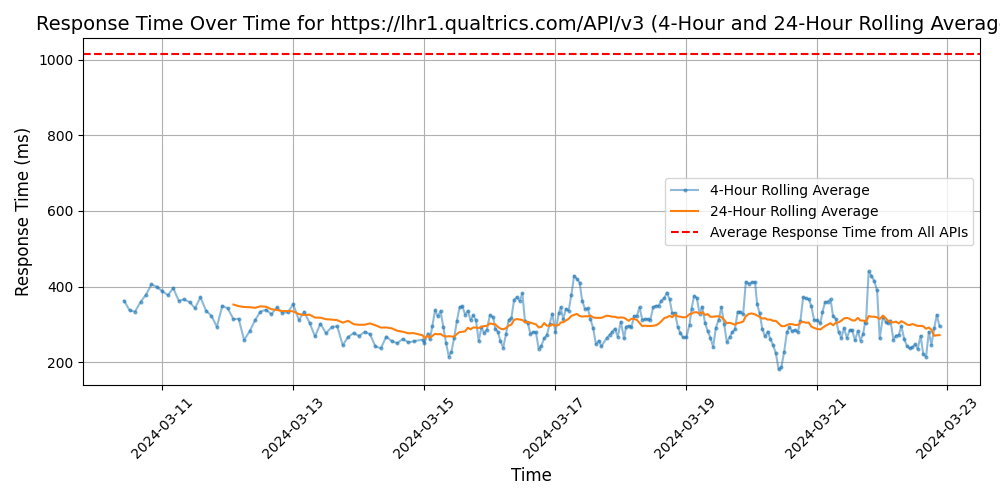 Response Time Over Time for https://lhr1.qualtrics.com/API/v3 (4-Hour and 24-Hour Rolling Averag
Response Time (ms)
1000
800
600
400
200
4-Hour Rolling Average
24-Hour Rolling Average
Average Response Time from All APIs
2024-03-11
2024-03-13
2024-03-15
2024-03-17
2024-03-19
2024-03-21
2024-03-23
Time